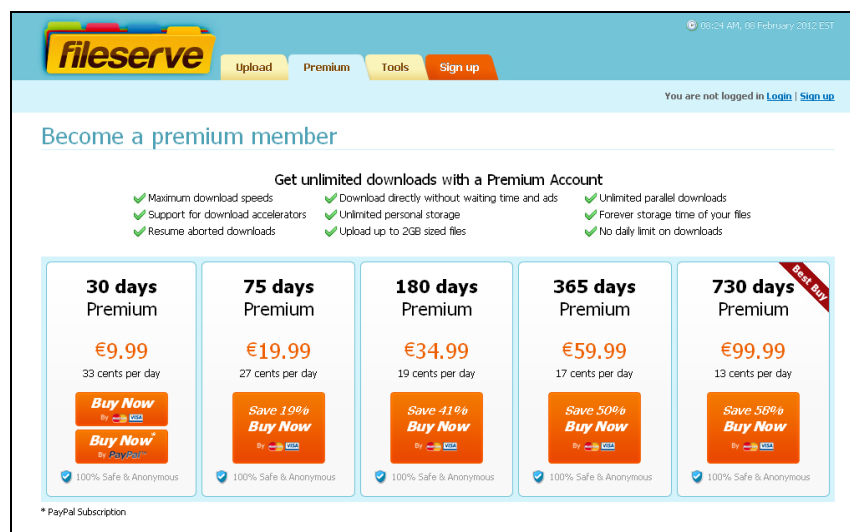 08:24 AM, 08 February 2012 EST
fileserve
Upload Premium Tools Sign up
You are not logged in Login | Sign up
Become a premium member
Get unlimited downloads with a Premium Account
Maximum download speeds Download directly without waiting time and ads Unlimited parallel downloads
Support for download accelerators Unlimited personal storage Forever storage time of your files
Resume aborted downloads Upload up to 2GB sized files No daily limit on downloads
Best Buy
30 days 75 days 180 days 365 days 730 days
Premium Premium Premium Premium Premium
€9.99 €19.99 €34.99 €59.99 €99.99
33 cents per day 27 cents per day 19 cents per day 17 cents per day 13 cents per day
Buy Now Save 19% Save 41% Save 50% Save 58%
By VISA Buy Now Buy Now Buy Now Buy Now
Buy Now* By VISA By VISA By VISA By VISA
By PayPal
100% Safe & Anonymous 100% Safe & Anonymous 100% Safe & Anonymous 100% Safe & Anonymous 100% Safe & Anonymous
* PayPal Subscription